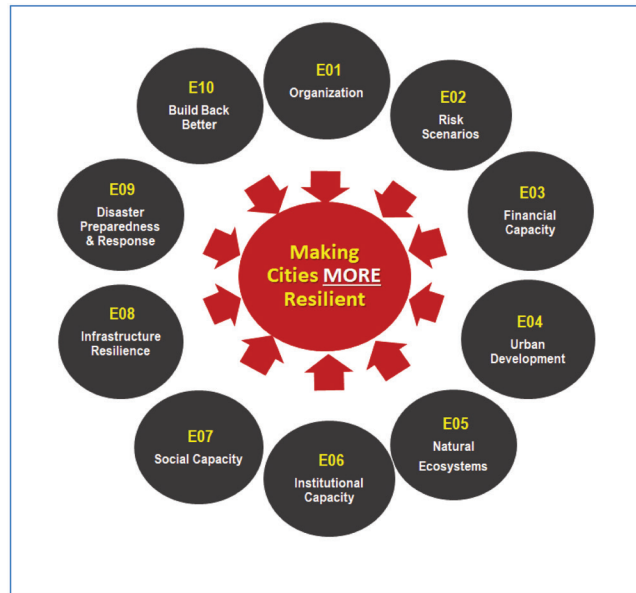 E01
Organization
E02
Risk
Scenarios
E03
Financial
Capacity
E04
Urban
Development
E05
Natural
Ecosystems
E06
Institutional
Capacity
E07
Social Capacity
E08
Infrastructure
Resilience
E09
Disaster
Preparedness
& Response
E10
Build Back
Better
Making
Cities MORE
Resilient